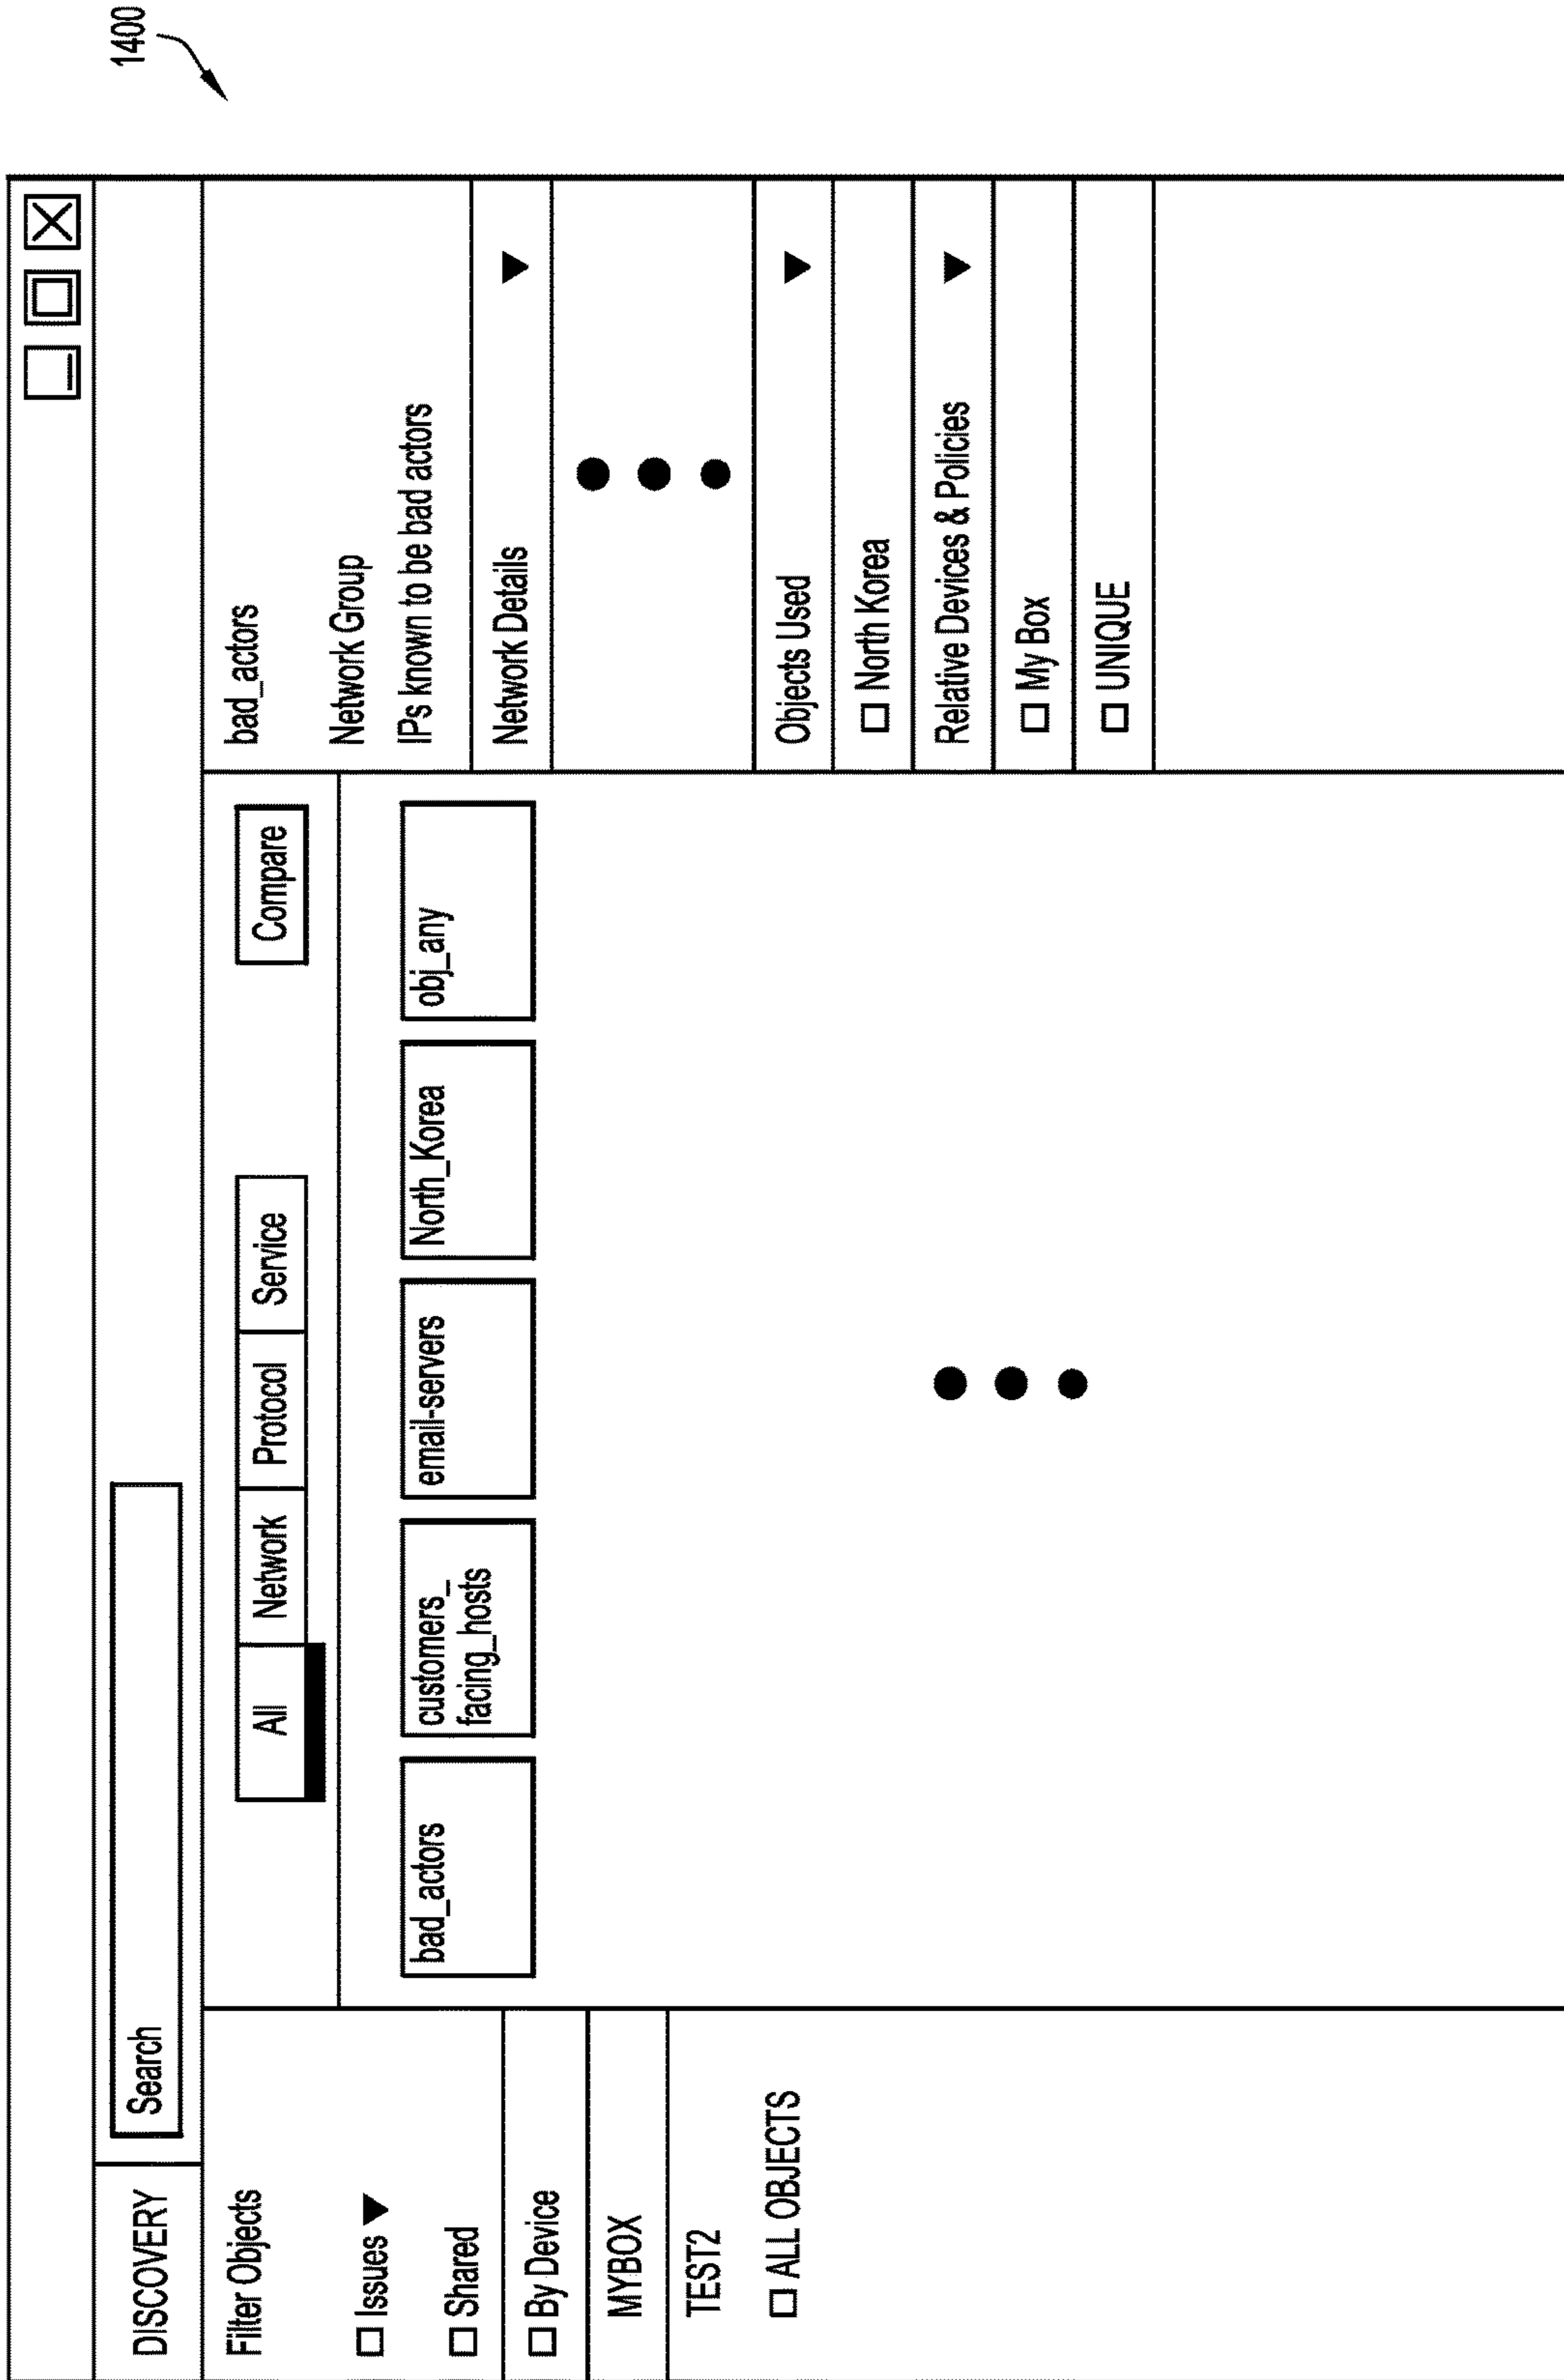 1400
DISCOVERY
Search
Filter Objects
Issues
Shared
By Device
MYBOX
TEST2
ALL OBJECTS
All
Network
Protocol
Service
Compare
bad_actors
customers_
facing_hosts
email-servers
North_Korea
obj_any
bad_actors
Network Group
IPs known to be bad actors
Network Details
Objects Used
North Korea
Relative Devices & Policies
My Box
UNIQUE